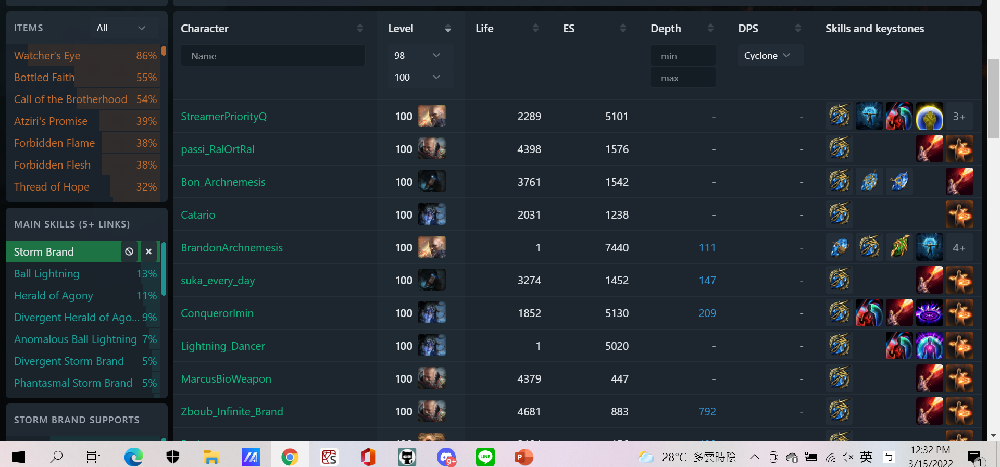 ITEMS All
Watcher's Eye 86%
Bottled Faith 55%
Call of the Brotherhood 54%
Atziri's Promise 39%
Forbidden Flame 38%
Forbidden Flesh 38%
Thread of Hope 32%
MAIN SKILLS (5+ LINKS)
Storm Brand
Ball Lightning 13%
Herald of Agony 11%
Divergent Herald of Ago... 9%
Anomalous Ball Lightning 7%
Divergent Storm Brand 5%
Phantasmal Storm Brand 5%
STORM BRAND SUPPORTS
Character Level Life ES Depth DPS Skills and keystones
Name 98 min Cyclone
100 max
StreamerPriorityQ 100 2289 5101 - - 3+
passi_RalOrtRal 100 4398 1576 - -
Bon_Archnemesis 100 3761 1542 - -
Catario 100 2031 1238 - -
BrandonArchnemesis 100 1 7440 111 - 4+
suka_every_day 100 3274 1452 147 -
ConquerorImin 100 1852 5130 209 -
Lightning_Dancer 100 1 5020 - -
MarcusBioWeapon 100 4379 447 - -
Zboub_Infinite_Brand 100 4681 883 792 -
9+
LINE
P
28°C 多雲時陰
英
ㄅ
12:32 PM
3/15/2022
1